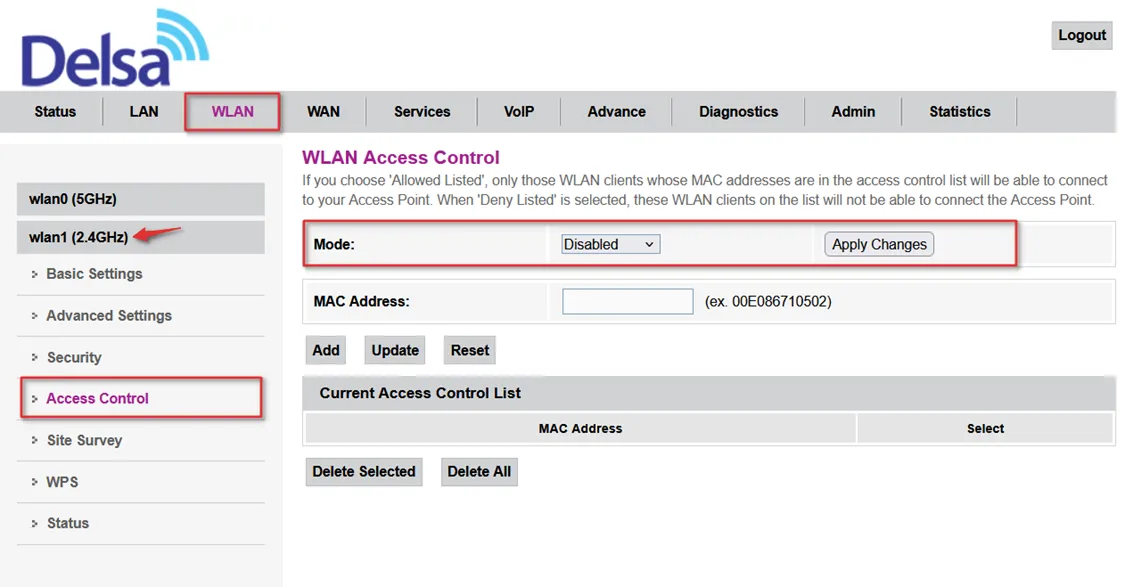 Delsa
Logout
Status LAN WLAN WAN Services VoIP Advance Diagnostics Admin Statistics
wlan0 (5GHz)
wlan1 (2.4GHz)
Basic Settings
Advanced Settings
Security
Access Control
Site Survey
WPS
Status
WLAN Access Control
If you choose 'Allowed Listed', only those WLAN clients whose MAC addresses are in the access control list will be able to connect
to your Access Point. When 'Deny Listed' is selected, these WLAN clients on the list will not be able to connect the Access Point.
Mode: Disabled Apply Changes
MAC Address: (ex. 00E086710502)
Add Update Reset
Current Access Control List
MAC Address Select
Delete Selected Delete All